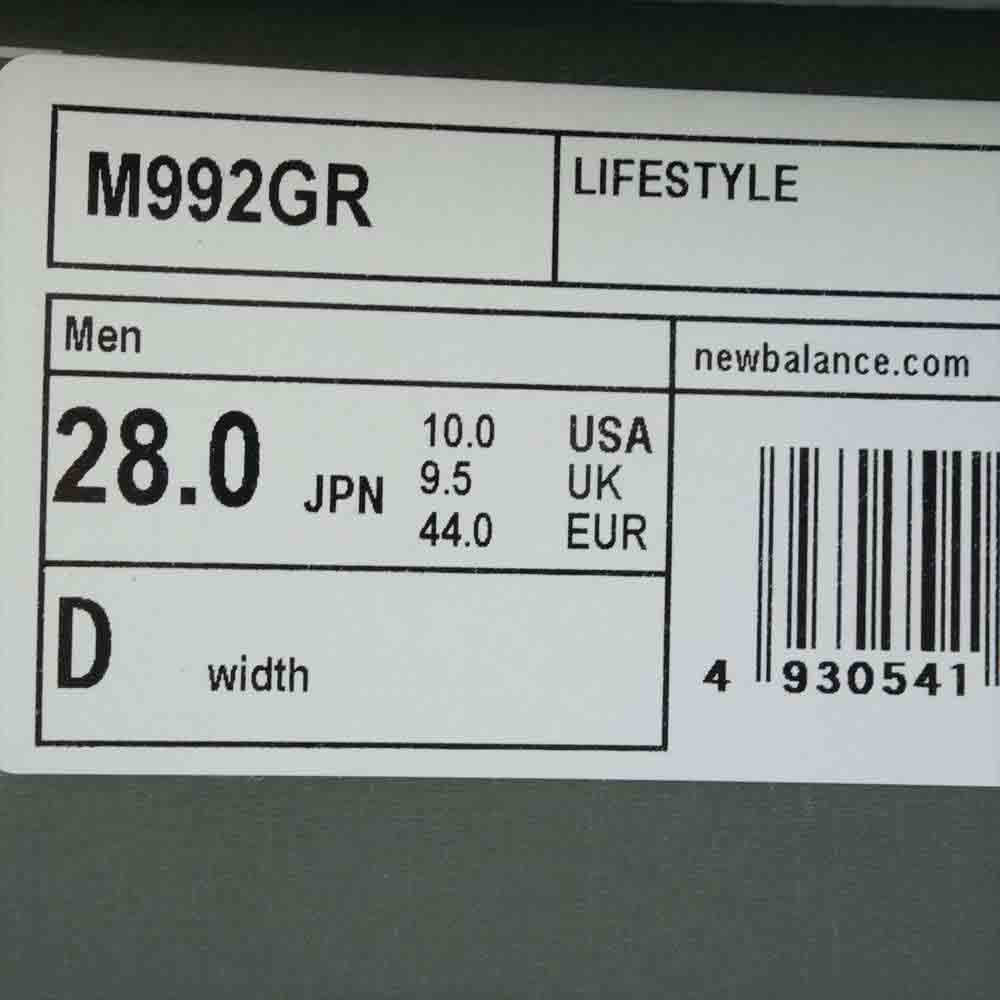 M992GR
LIFESTYLE
Men
newbalance.com
28.0 JPN
10.0 USA
9.5 UK
44.0 EUR
D width
4 930541